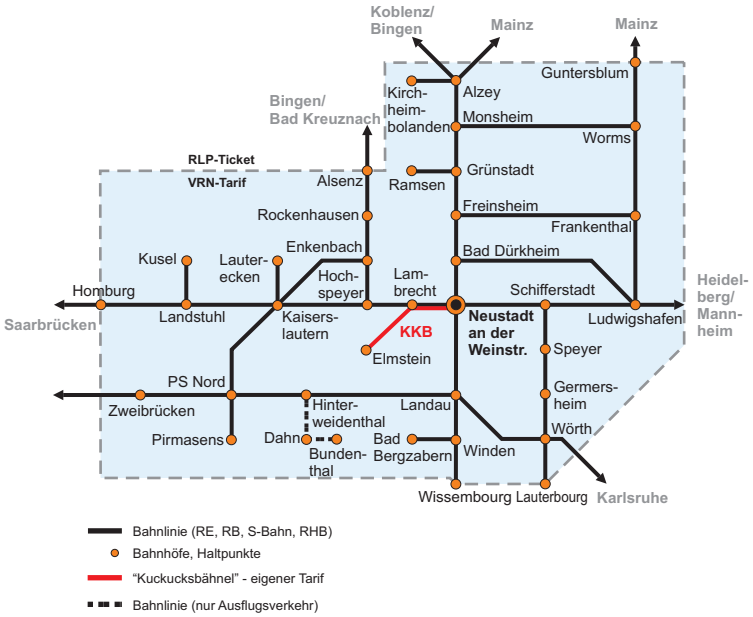 Koblenz/
Bingen
Mainz
Mainz
Guntersblum
Kirch-
heim-
bolanden
Alzey
Bingen/
Bad Kreuznach
Monsheim
Worms
RLP-Ticket
VRN-Tarif
Alsenz
Ramsen
Grünstadt
Rockenhausen
Freinsheim
Frankenthal
Enkenbach
Bad Dürkheim
Kusel
Lauter-
ecken
Hoch-
speyer
Lam-
brecht
Schifferstadt
Heidel-
berg/
Mann-
heim
Homburg
Saarbrücken
Landstuhl
Kaisers-
lautern
KKB
Neustadt
an der
Weinstr.
Ludwigshafen
Elmstein
Speyer
PS Nord
Germers-
heim
Zweibrücken
Hinter-
weidenthal
Landau
Pirmasens
Dahn
Bunden-
thal
Bad
Bergzabern
Winden
Wörth
Wissembourg
Lauterbourg
Karlsruhe
Bahnlinie (RE, RB, S-Bahn, RHB)
Bahnhöfe, Haltpunkte
"Kuckucksbähnel" - eigener Tarif
Bahnlinie (nur Ausflugsverkehr)